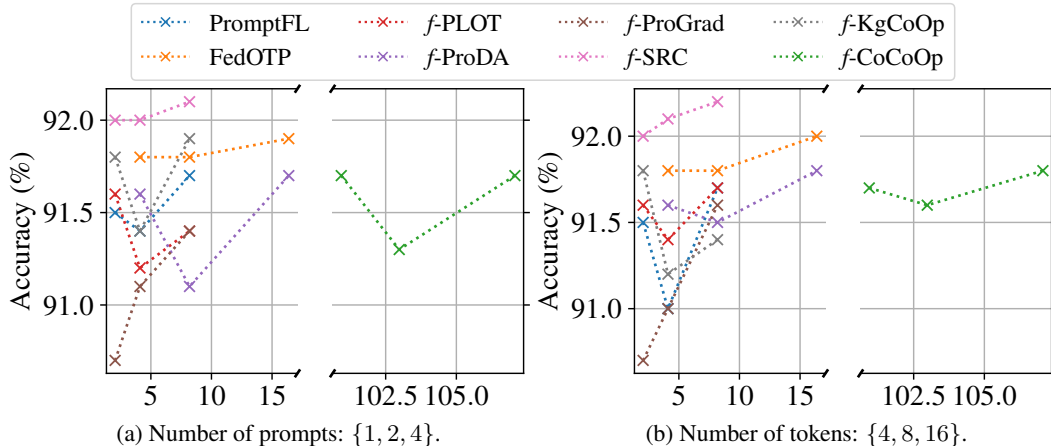 PromptFL f-PLOT f-ProGrad f-KgCoOp
FedOTP f-ProDA f-SRC f-CoCoOp
Accuracy (%)
92.0
91.5
91.0
5 10 15 102.5 105.0
(a) Number of prompts: {1, 2, 4}.
Accuracy (%)
92.0
91.5
91.0
5 10 15 102.5 105.0
(b) Number of tokens: {4, 8, 16}.